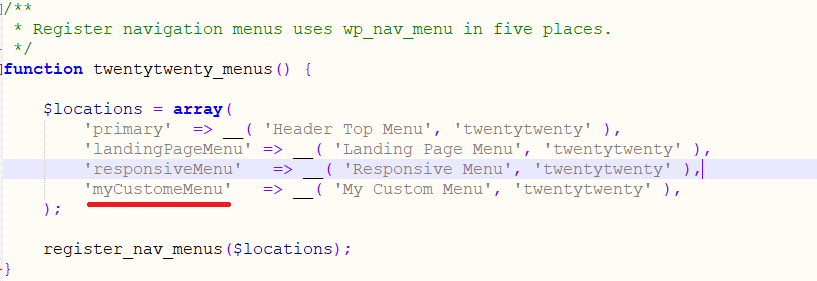 /**
* Register navigation menus uses wp_nav_menu in five places.
*/
function twentytwenty_menus() {
$locations = array(
'primary' => __( 'Header Top Menu', 'twentytwenty' ),
'landingPageMenu' => __( 'Landing Page Menu', 'twentytwenty' ),
'responsiveMenu' => __( 'Responsive Menu', 'twentytwenty' ),
'myCustomeMenu' => __( 'My Custom Menu', 'twentytwenty' ),
);
register_nav_menus($locations);
}